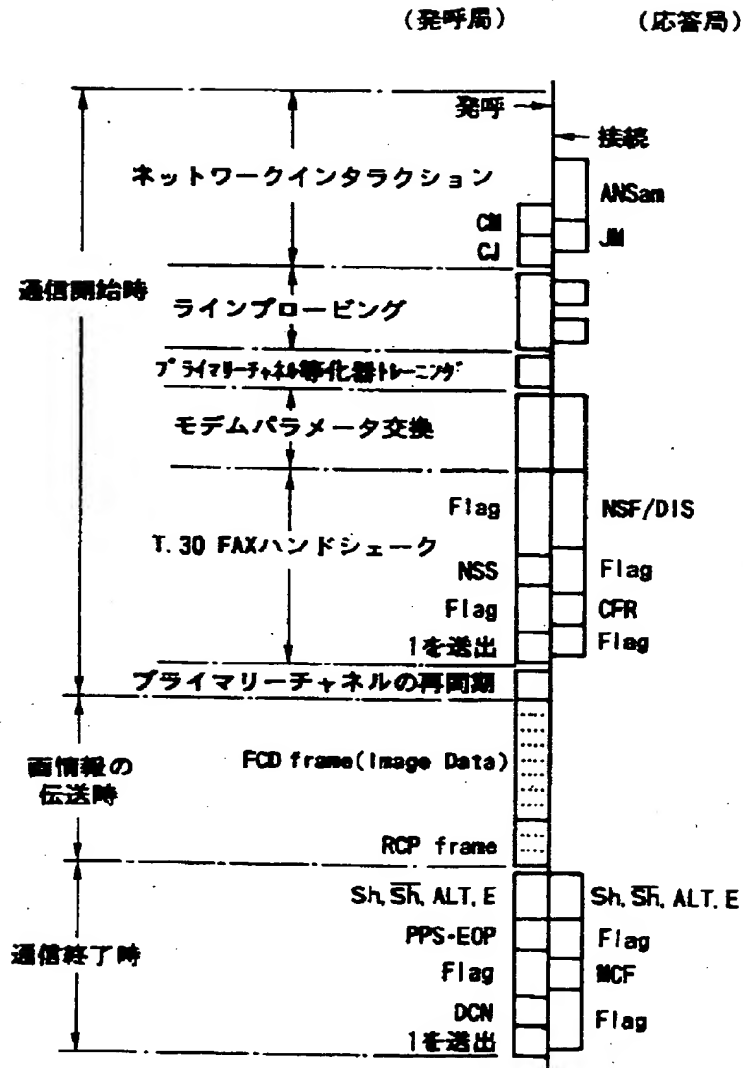 (発呼局) (応答局)
発呼
接続
ネットワークインタラクション
ANSam
CM
JM
CJ
通信開始時
ラインプロービング
プライマリーチャネル等化器トレーニング
モデムパラメータ交換
Flag
NSF/DIS
T.30 FAXハンドシェーク
NSS
Flag
Flag
CFR
1を送出
Flag
プライマリーチャネルの再同期
画情報の
伝送時
FCD frame(Image Data)
RCP frame
Sh, S̅h̅, ALT, E
Sh, S̅h̅, ALT, E
PPS-EOP
Flag
通信終了時
Flag
MCF
DCN
Flag
1を送出